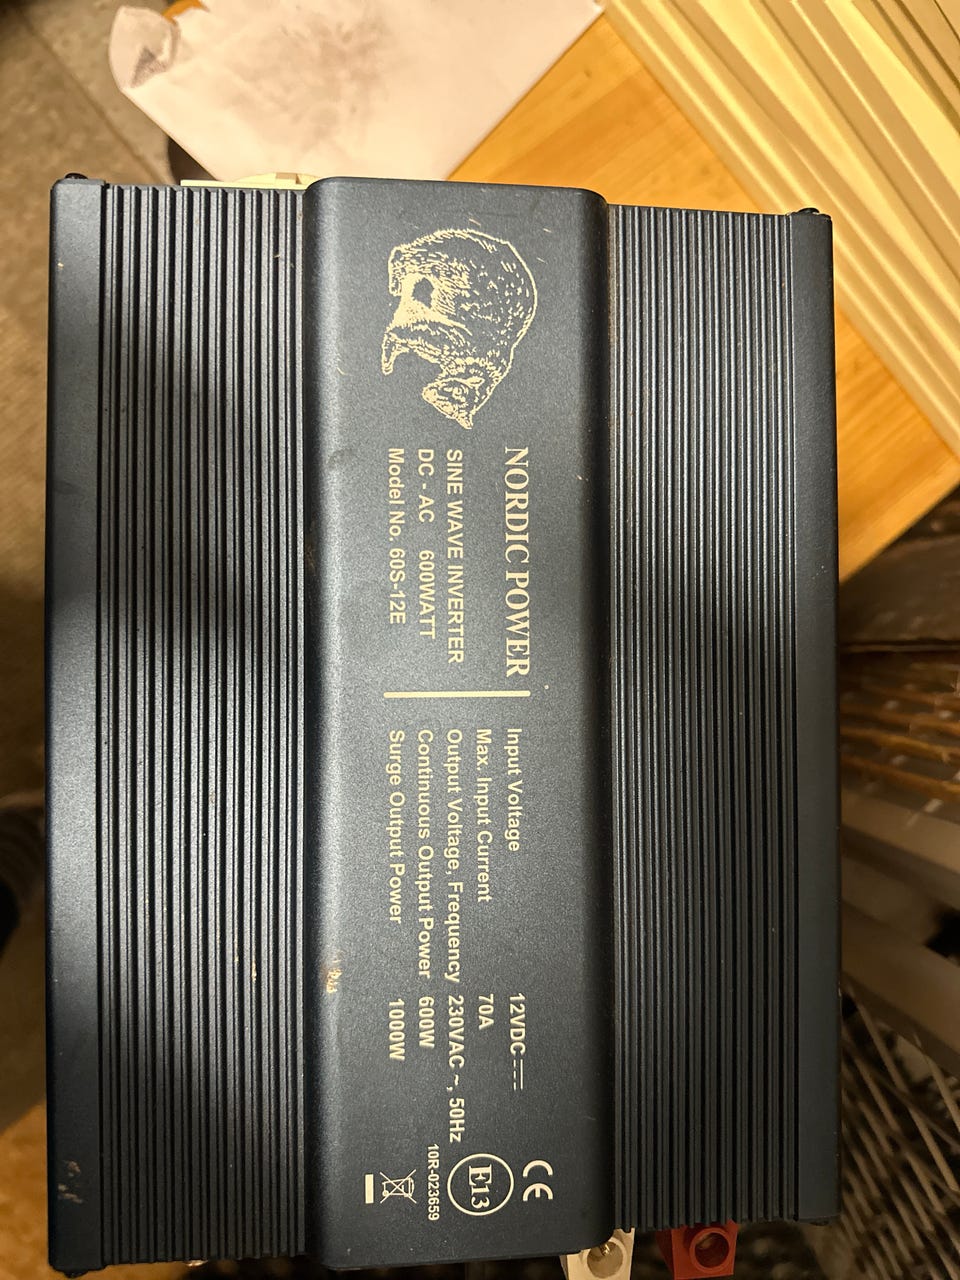 NORDIC POWER
SINE WAVE INVERTER
DC - AC 600WATT
Model No. 60S-12E
Input Voltage 12VDC
Max. Input Current 70A
Output Voltage, Frequency 230VAC ~, 50Hz
Continuous Output Power 600W
Surge Output Power 1000W
CE
E13
10R-023659